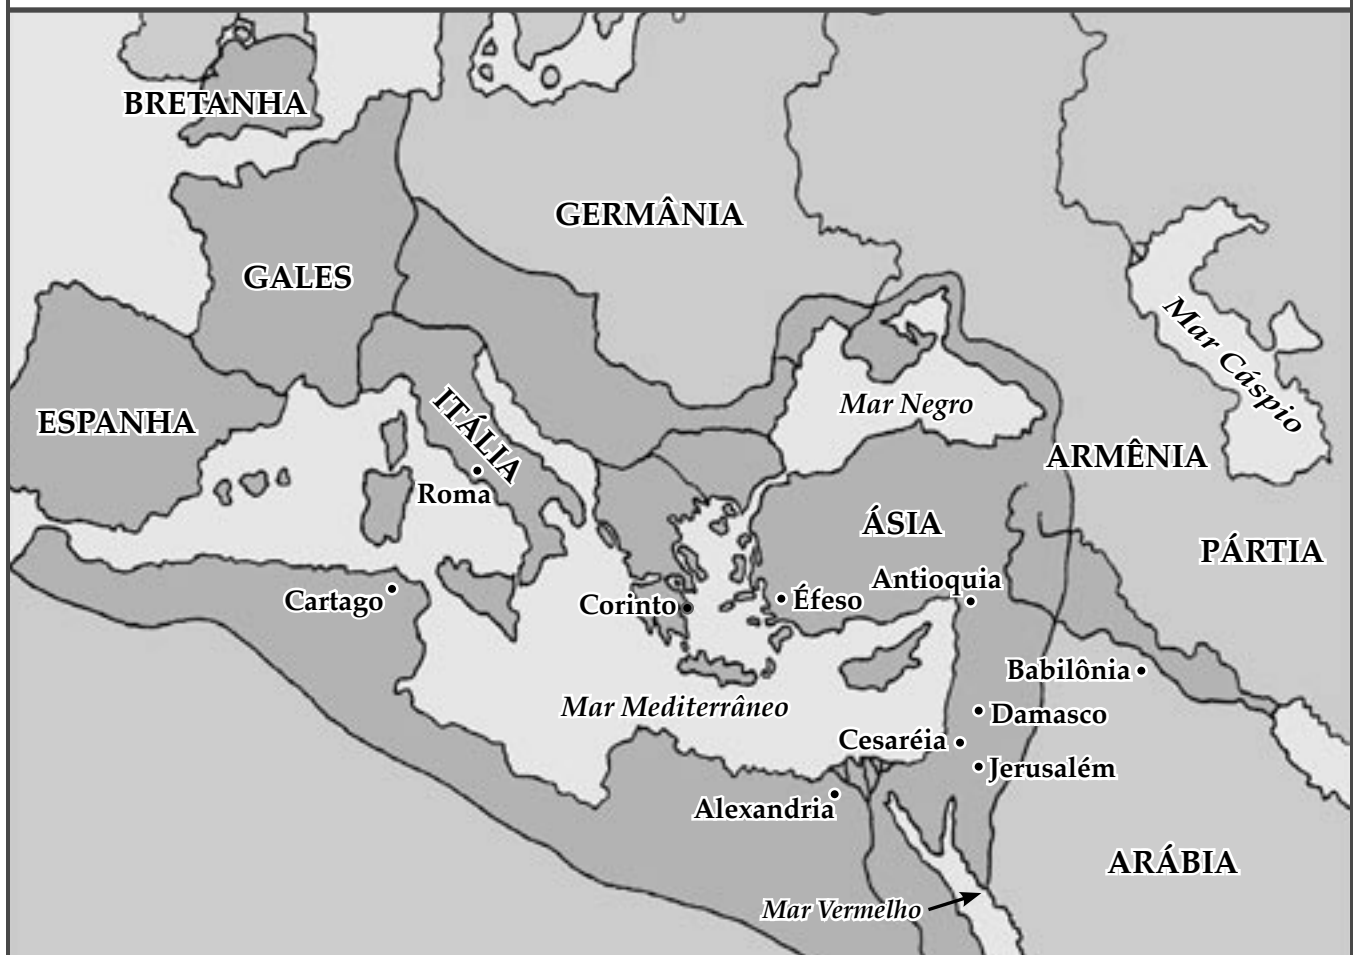 BRETANHA
GERMÂNIA
GALES
Mar Cáspio
ESPANHA
ITÁLIA
Mar Negro
ARMÊNIA
Roma
ÁSIA
PÁRTIA
Antioquia
Cartago
Corinto
Éfeso
Babilônia
Mar Mediterrâneo
Damasco
Cesaréia
Jerusalém
Alexandria
ARÁBIA
Mar Vermelho